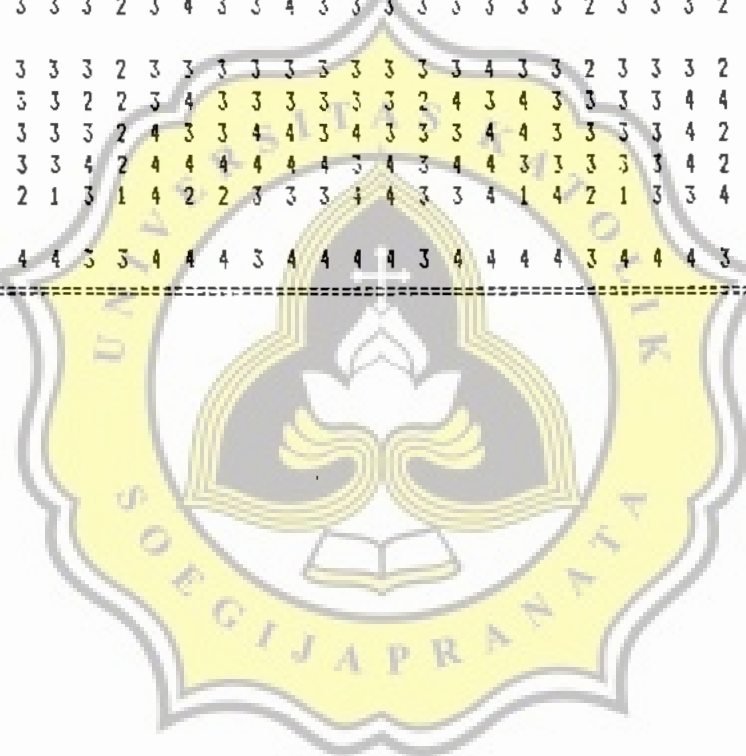 3 3 3 2 3 4 3 3 4 3 3 3 3 3 3 3 3 2 3 3 3 2
3 3 3 2 3 3 3 3 3 3 3 3 3 3 4 3 3 2 3 3 3 2
3 3 2 2 3 4 3 3 3 3 3 3 2 4 3 4 3 3 3 3 4 4
3 3 3 2 4 3 3 4 4 3 4 3 3 3 4 4 3 3 3 3 4 2
3 3 4 2 4 4 4 4 4 4 3 4 3 4 4 3 3 3 3 3 4 2
2 1 3 1 4 2 2 3 3 3 4 4 3 3 4 1 4 2 1 3 3 4
4 4 3 3 4 4 4 3 4 4 4 4 3 4 4 4 4 3 4 4 4 3
UNIVERSITAS KATOLIK
SOEGIJAPRANATA